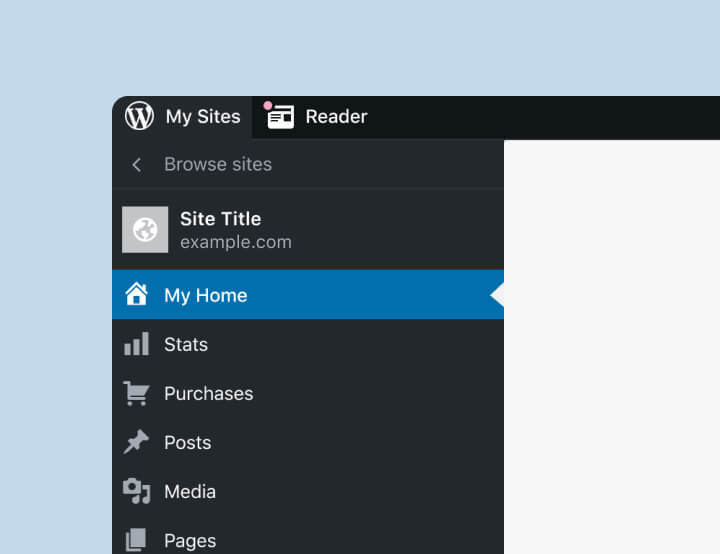 My Sites Reader
Browse sites
Site Title
example.com
My Home
Stats
Purchases
Posts
Media
Pages